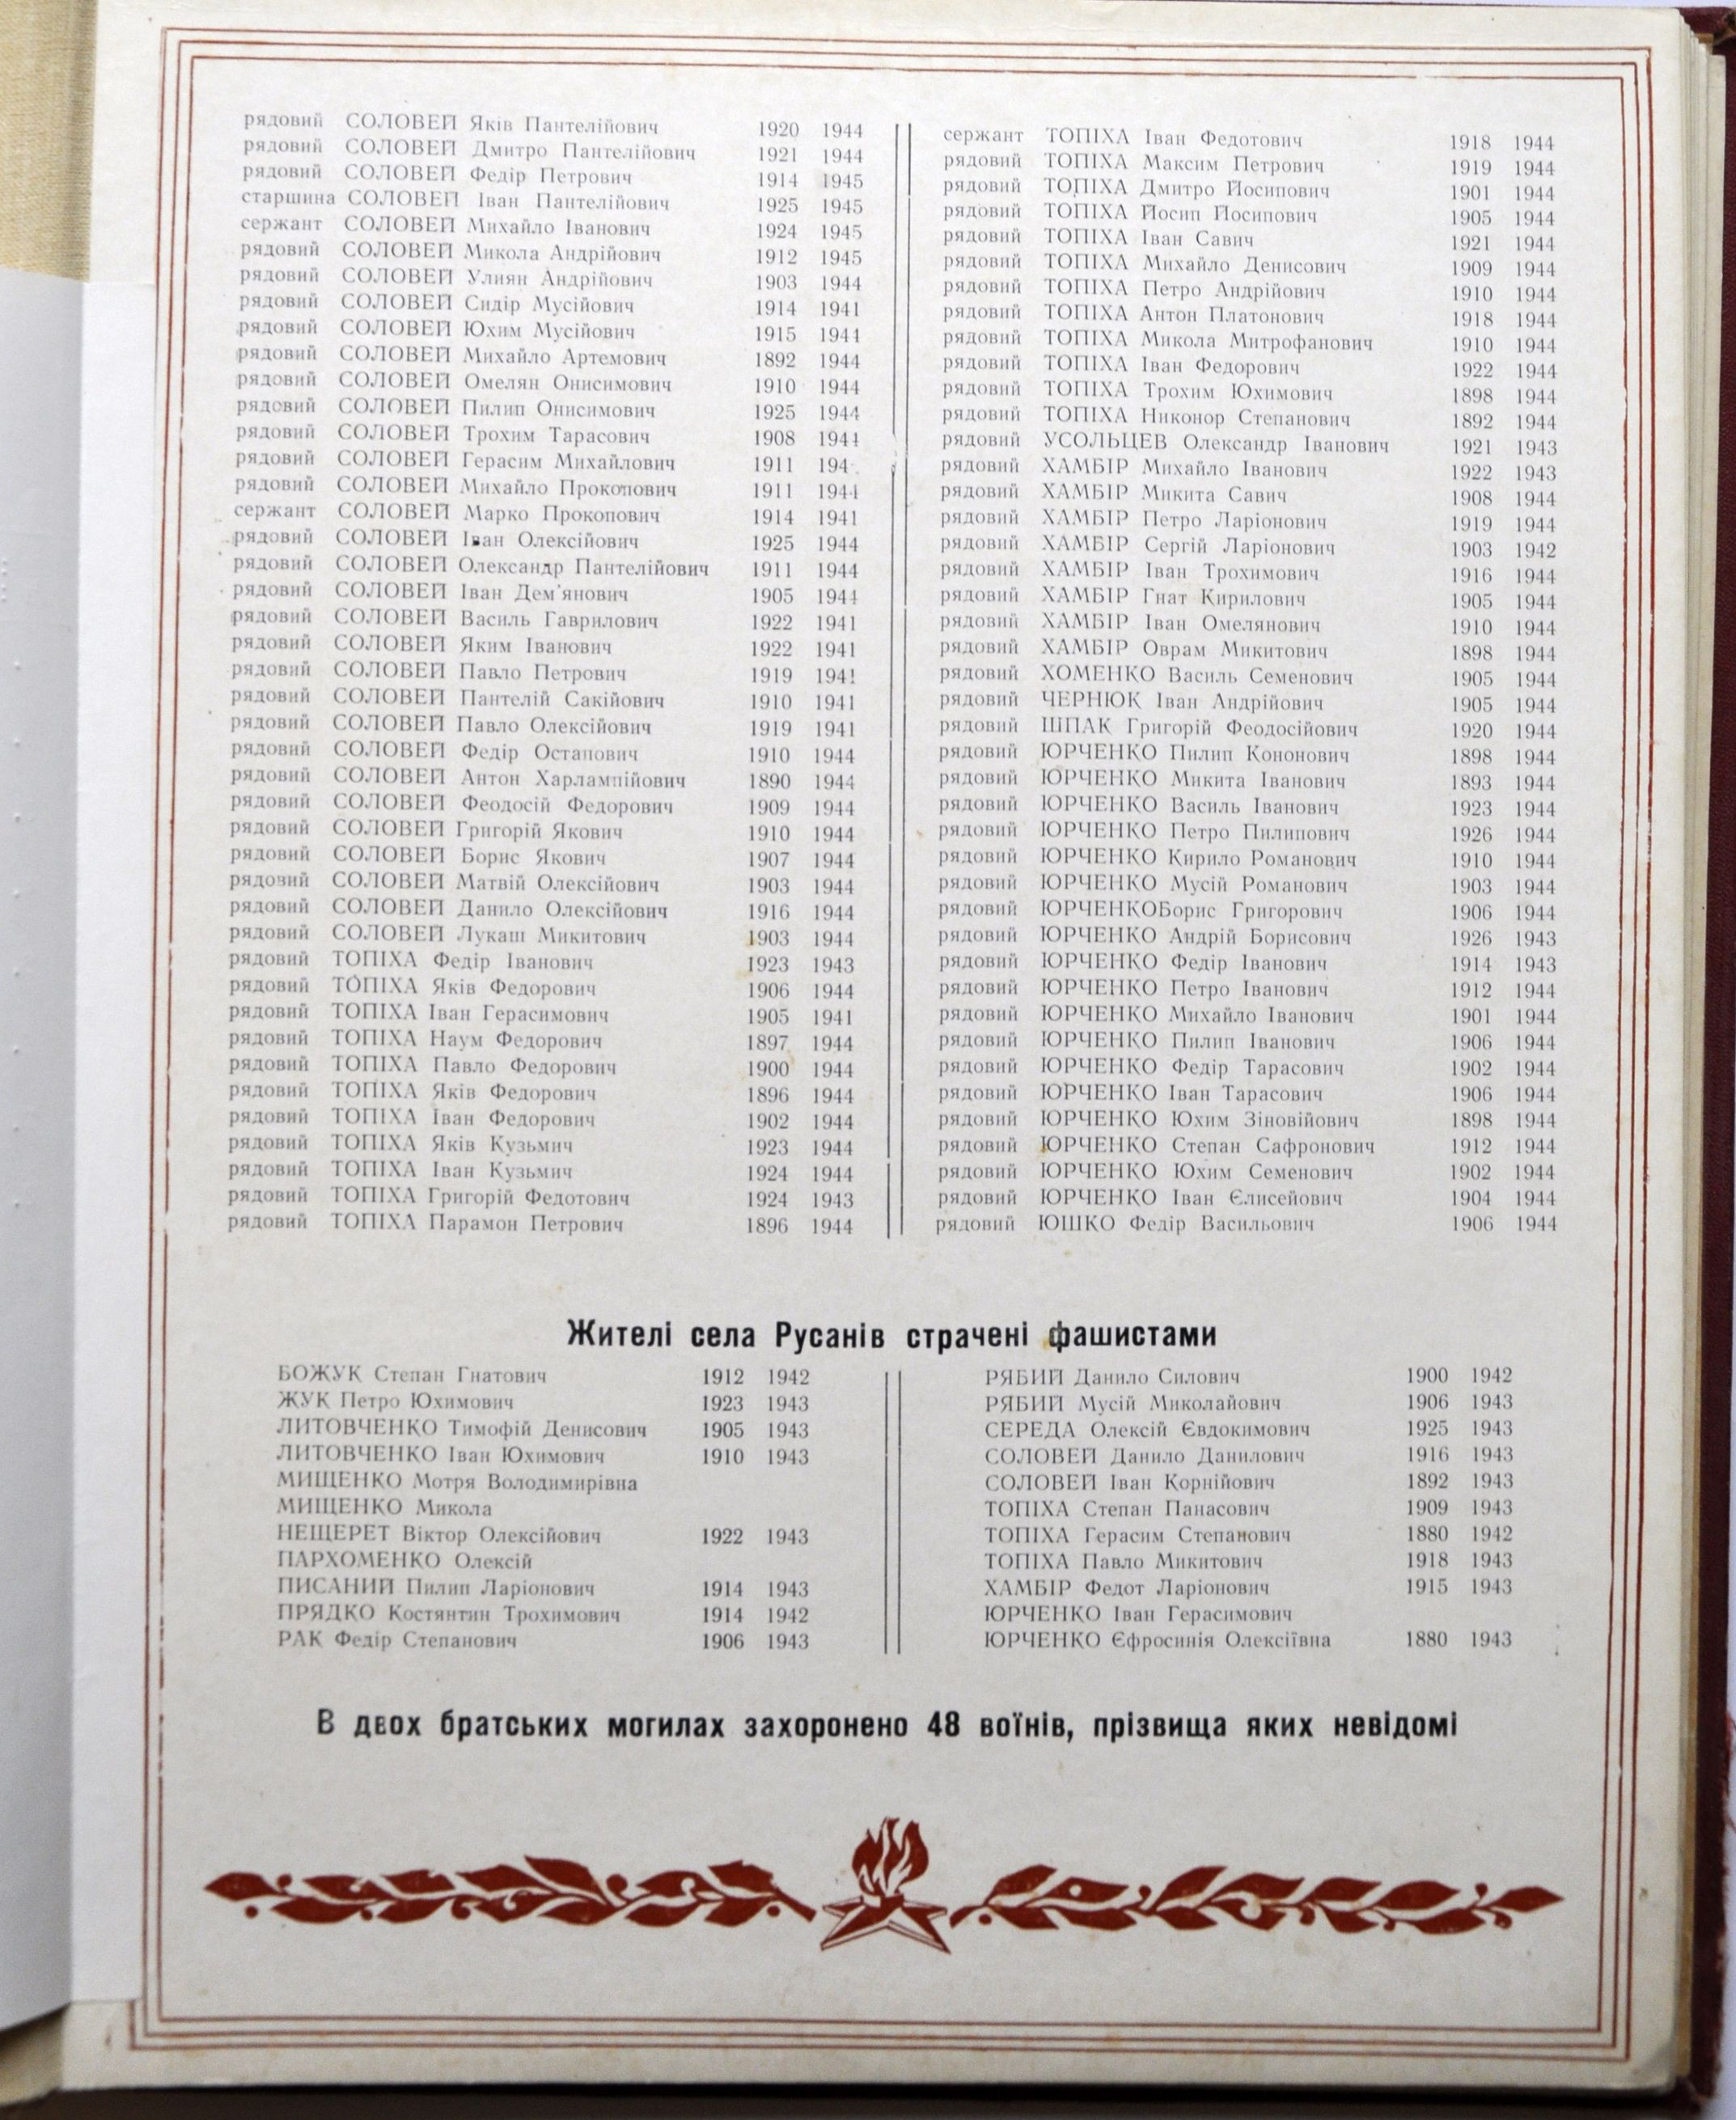 рядовий СОЛОВЕЙ Яків Пантелійович 1920 1944
рядовий СОЛОВЕЙ Дмитро Пантелійович 1921 1944
рядовий СОЛОВЕЙ Федір Петрович 1914 1945
старшина СОЛОВЕЙ Іван Пантелійович 1925 1945
сержант СОЛОВЕЙ Михайло Іванович 1924 1945
рядовий СОЛОВЕЙ Микола Андрійович 1912 1945
рядовий СОЛОВЕЙ Улиян Андрійович 1903 1944
рядовий СОЛОВЕЙ Сидір Мусійович 1914 1941
рядовий СОЛОВЕЙ Юхим Мусійович 1915 1944
рядовий СОЛОВЕЙ Михайло Артемович 1892 1944
рядовий СОЛОВЕЙ Омелян Онисимович 1910 1944
рядовий СОЛОВЕЙ Пилип Онисимович 1925 1944
рядовий СОЛОВЕЙ Трохим Тарасович 1908 1944
рядовий СОЛОВЕЙ Герасим Михайлович 1911 194
рядовий СОЛОВЕЙ Михайло Прокопович 1911 1944
сержант СОЛОВЕЙ Марко Прокопович 1914 1941
рядовий СОЛОВЕЙ Іван Олексійович 1925 1944
рядовий СОЛОВЕЙ Олександр Пантелійович 1911 1944
рядовий СОЛОВЕЙ Іван Дем'янович 1905 1944
рядовий СОЛОВЕЙ Василь Гаврилович 1922 1941
рядовий СОЛОВЕЙ Яким Іванович 1922 1941
рядовий СОЛОВЕЙ Павло Петрович 1919 1941
рядовий СОЛОВЕЙ Пантелій Сакійович 1910 1941
рядовий СОЛОВЕЙ Павло Олексійович 1919 1941
рядовий СОЛОВЕЙ Федір Остапович 1910 1944
рядовий СОЛОВЕЙ Антон Харлампійович 1890 1944
рядовий СОЛОВЕЙ Феодосій Федорович 1909 1944
рядовий СОЛОВЕЙ Григорій Якович 1910 1944
рядовий СОЛОВЕЙ Борис Якович 1907 1944
рядовий СОЛОВЕЙ Матвій Олексійович 1903 1944
рядовий СОЛОВЕЙ Данило Олексійович 1916 1944
рядовий СОЛОВЕЙ Лукаш Микитович 1903 1944
рядовий ТОПІХА Федір Іванович 1923 1943
рядовий ТОПІХА Яків Федорович 1906 1944
рядовий ТОПІХА Іван Герасимович 1905 1941
рядовий ТОПІХА Наум Федорович 1897 1944
рядовий ТОПІХА Павло Федорович 1900 1944
рядовий ТОПІХА Яків Федорович 1896 1944
рядовий ТОПІХА Іван Федорович 1902 1944
рядовий ТОПІХА Яків Кузьмич 1923 1944
рядовий ТОПІХА Іван Кузьмич 1924 1944
рядовий ТОПІХА Григорій Федотович 1924 1943
рядовий ТОПІХА Парамон Петрович 1896 1944
сержант ТОПІХА Іван Федотович 1918 1944
рядовий ТОПІХА Максим Петрович 1919 1944
рядовий ТОПІХА Дмитро Йосипович 1901 1944
рядовий ТОПІХА Йосип Йосипович 1905 1944
рядовий ТОПІХА Іван Савич 1921 1944
рядовий ТОПІХА Михайло Денисович 1909 1944
рядовий ТОПІХА Петро Андрійович 1910 1944
рядовий ТОПІХА Антон Платонович 1918 1944
рядовий ТОПІХА Микола Митрофанович 1910 1944
рядовий ТОПІХА Іван Федорович 1922 1944
рядовий ТОПІХА Трохим Юхимович 1898 1944
рядовий ТОПІХА Никонор Степанович 1892 1944
рядовий УСОЛЬЦЕВ Олександр Іванович 1921 1943
рядовий ХАМБІР Михайло Іванович 1922 1943
рядовий ХАМБІР Микита Савич 1908 1944
рядовий ХАМБІР Петро Ларіонович 1919 1944
рядовий ХАМБІР Сергій Ларіонович 1903 1942
рядовий ХАМБІР Іван Трохимович 1916 1944
рядовий ХАМБІР Гнат Кирилович 1905 1944
рядовий ХАМБІР Іван Омелянович 1910 1944
рядовий ХАМБІР Оврам Микитович 1898 1944
рядовий ХОМЕНКО Василь Семенович 1905 1944
рядовий ЧЕРНЮК Іван Андрійович 1905 1944
рядовий ШПАК Григорій Феодосійович 1920 1944
рядовий ЮРЧЕНКО Пилип Кононович 1898 1944
рядовий ЮРЧЕНКО Микита Іванович 1893 1944
рядовий ЮРЧЕНКО Василь Іванович 1923 1944
рядовий ЮРЧЕНКО Петро Пилипович 1926 1944
рядовий ЮРЧЕНКО Кирило Романович 1910 1944
рядовий ЮРЧЕНКО Мусій Романович 1903 1944
рядовий ЮРЧЕНКОБорис Григорович 1906 1944
рядовий ЮРЧЕНКО Андрій Борисович 1926 1943
рядовий ЮРЧЕНКО Федір Іванович 1914 1943
рядовий ЮРЧЕНКО Петро Іванович 1912 1944
рядовий ЮРЧЕНКО Михайло Іванович 1901 1944
рядовий ЮРЧЕНКО Пилип Іванович 1906 1944
рядовий ЮРЧЕНКО Федір Тарасович 1902 1944
рядовий ЮРЧЕНКО Іван Тарасович 1906 1944
рядовий ЮРЧЕНКО Юхим Зіновійович 1898 1944
рядовий ЮРЧЕНКО Степан Сафронович 1912 1944
рядовий ЮРЧЕНКО Юхим Семенович 1902 1944
рядовий ЮРЧЕНКО Іван Єлисейович 1904 1944
рядовий ЮШКО Федір Васильович 1906 1944
Жителі села Русанів страчені фашистами
БОЖУК Степан Гнатович 1912 1942
ЖУК Петро Юхимович 1923 1943
ЛИТОВЧЕНКО Тимофій Денисович 1905 1943
ЛИТОВЧЕНКО Іван Юхимович 1910 1943
МИЩЕНКО Мотря Володимирівна
МИЩЕНКО Микола
НЕЩЕРЕТ Віктор Олексійович 1922 1943
ПАРХОМЕНКО Олексій
ПИСАНИЙ Пилип Ларіонович 1914 1943
ПРЯДКО Костянтин Трохимович 1914 1942
РАК Федір Степанович 1906 1943
РЯБИЙ Данило Силович 1900 1942
РЯБИЙ Мусій Миколайович 1906 1943
СЕРЕДА Олексій Євдокимович 1925 1943
СОЛОВЕЙ Данило Данилович 1916 1943
СОЛОВЕЙ Іван Корнійович 1892 1943
ТОПІХА Степан Панасович 1909 1943
ТОПІХА Герасим Степанович 1880 1942
ТОПІХА Павло Микитович 1918 1943
ХАМБІР Федот Ларіонович 1915 1943
ЮРЧЕНКО Іван Герасимович
ЮРЧЕНКО Єфросинія Олексіївна 1880 1943
В двох братських могилах захоронено 48 воїнів, прізвища яких невідомі